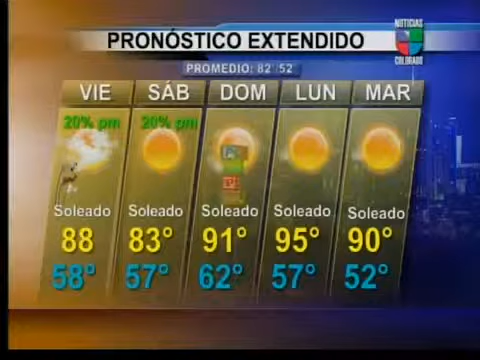 PRONÓSTICO EXTENDIDO
NOTICIAS
COLORADO
PROMEDIO: 82°/52
VIE SÁB DOM LUN MAR
20% pm 20% pm
Soleado Soleado Soleado Soleado Soleado
88 83° 91° 95° 90°
58° 57° 62° 57° 52°